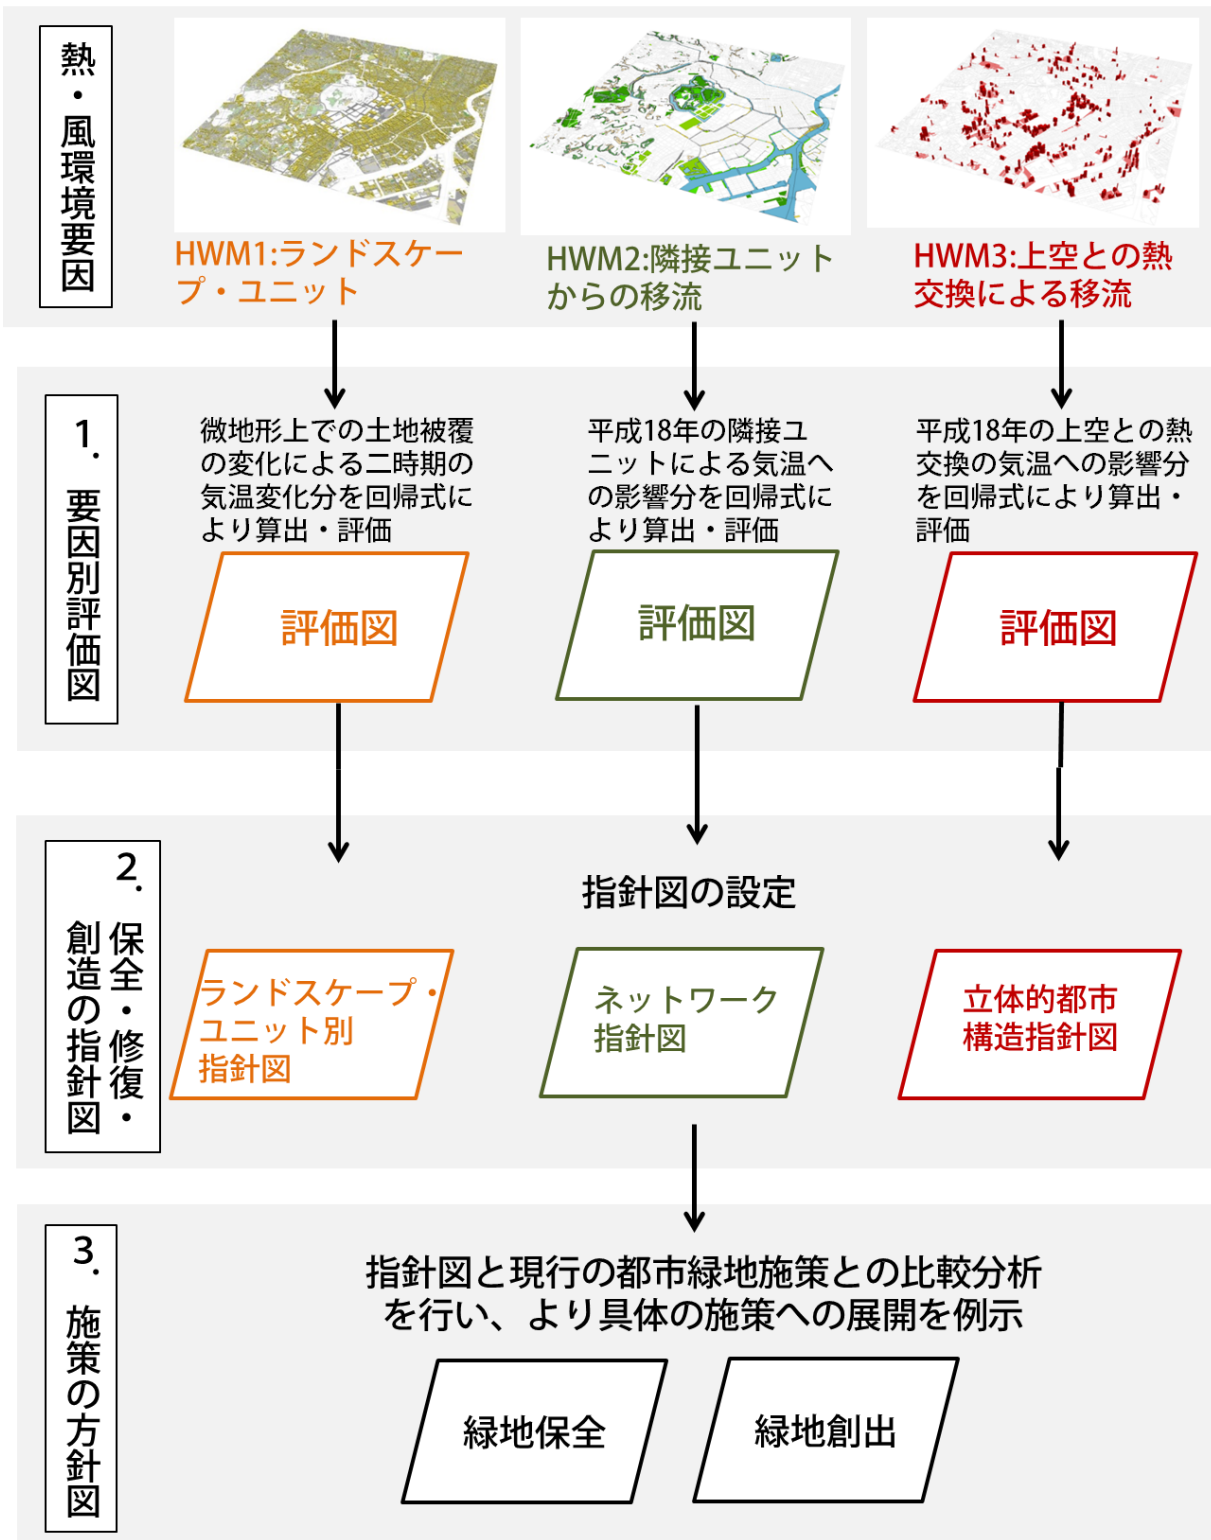 熱・風環境要因
HWM1:ランドスケー
プ・ユニット
HWM2:隣接ユニット
からの移流
HWM3:上空との熱
交換による移流
1. 要因別評価図
微地形上での土地被覆
の変化による二時期の
気温変化分を回帰式に
より算出・評価
平成18年の隣接ユ
ニットによる気温へ
の影響分を回帰式に
より算出・評価
平成18年の上空との熱
交換の気温への影響分
を回帰式により算出・
評価
評価図
評価図
評価図
2. 保全・修復・
創造の指針図
指針図の設定
ランドスケープ・
ユニット別
指針図
ネットワーク
指針図
立体的都市
構造指針図
3. 施策の方針図
指針図と現行の都市緑地施策との比較分析
を行い、より具体の施策への展開を例示
緑地保全
緑地創出